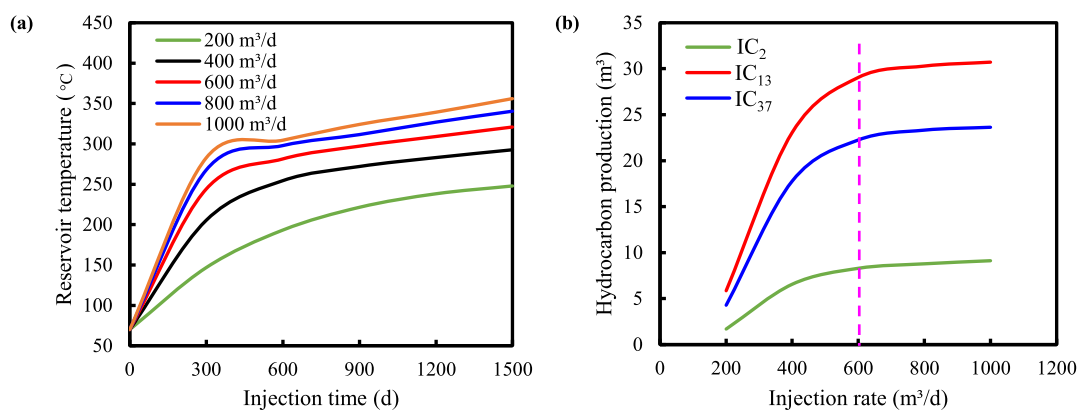 (a)
450
400
350
300
250
200
150
100
50
Reservoir temperature (°C)
200 m³/d
400 m³/d
600 m³/d
800 m³/d
1000 m³/d
0
300
600
900
1200
1500
Injection time (d)
(b)
35
30
25
20
15
10
5
0
Hydrocarbon production (m³)
IC₂
IC₁₃
IC₃₇
0
200
400
600
800
1000
1200
Injection rate (m³/d)